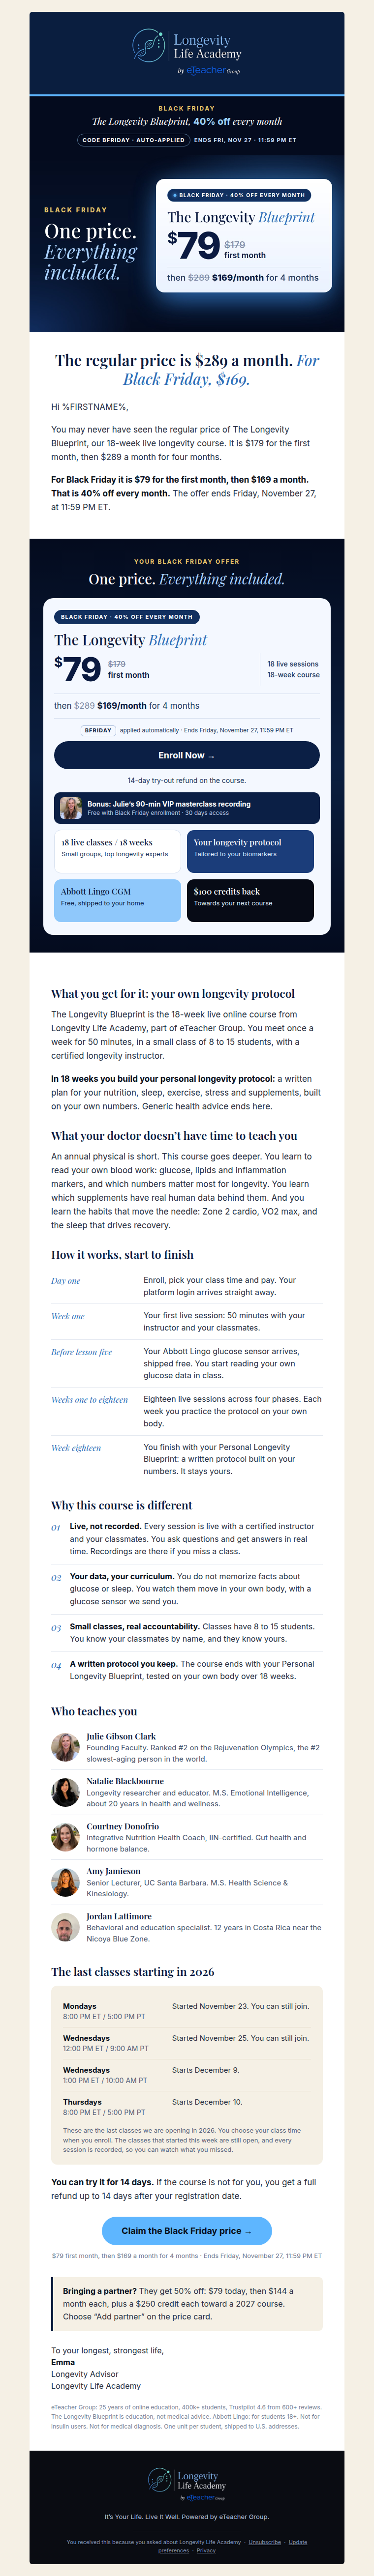 Longevity
Life Academy
by eTeacher Group
BLACK FRIDAY
The Longevity Blueprint, 40% off every month
CODE BFRIDAY · AUTO-APPLIED ENDS FRI, NOV 27 · 11:59 PM ET
BLACK FRIDAY
One price.
Everything
included.
BLACK FRIDAY · 40% OFF EVERY MONTH
The Longevity Blueprint
$79 $179
first month
then $289 $169/month for 4 months
The regular price is $289 a month. For
Black Friday, $169.
Hi %FIRSTNAME%,
You may never have seen the regular price of The Longevity
Blueprint, our 18-week live longevity course. It is $179 for the first
month, then $289 a month for four months.
For Black Friday it is $79 for the first month, then $169 a month.
That is 40% off every month. The offer ends Friday, November 27,
at 11:59 PM ET.
YOUR BLACK FRIDAY OFFER
One price. Everything included.
BLACK FRIDAY · 40% OFF EVERY MONTH
The Longevity Blueprint
$79 $179
first month
18 live sessions
18-week course
then $289 $169/month for 4 months
BFRIDAY applied automatically · Ends Friday, November 27, 11:59 PM ET
Enroll Now →
14-day try-out refund on the course.
Bonus: Julie's 90-min VIP masterclass recording
Free with Black Friday enrollment · 30 days access
18 live classes / 18 weeks
Small groups, top longevity experts
Your longevity protocol
Tailored to your biomarkers
Abbott Lingo CGM
Free, shipped to your home
$100 credits back
Towards your next course
What you get for it: your own longevity protocol
The Longevity Blueprint is the 18-week live online course from
Longevity Life Academy, part of eTeacher Group. You meet once a
week for 50 minutes, in a small class of 8 to 15 students, with a
certified longevity instructor.
In 18 weeks you build your personal longevity protocol: a written
plan for your nutrition, sleep, exercise, stress and supplements, built
on your own numbers. Generic health advice ends here.
What your doctor doesn't have time to teach you
An annual physical is short. This course goes deeper. You learn to
read your own blood work: glucose, lipids and inflammation
markers, and which numbers matter most for longevity. You learn
which supplements have real human data behind them. And you
learn the habits that move the needle: Zone 2 cardio, VO2 max, and
the sleep that drives recovery.
How it works, start to finish
Day one
Enroll, pick your class time and pay. Your
platform login arrives straight away.
Week one
Your first live session: 50 minutes with your
instructor and your classmates.
Before lesson five
Your Abbott Lingo glucose sensor arrives,
shipped free. You start reading your own
glucose data in class.
Weeks one to eighteen
Eighteen live sessions across four phases. Each
week you practice the protocol on your own
body.
Week eighteen
You finish with your Personal Longevity
Blueprint: a written protocol built on your
numbers. It stays yours.
Why this course is different
01 Live, not recorded. Every session is live with a certified instructor
and your classmates. You ask questions and get answers in real
time. Recordings are there if you miss a class.
02 Your data, your curriculum. You do not memorize facts about
glucose or sleep. You watch them move in your own body, with a
glucose sensor we send you.
03 Small classes, real accountability. Classes have 8 to 15 students.
You know your classmates by name, and they know yours.
04 A written protocol you keep. The course ends with your Personal
Longevity Blueprint, tested on your own body over 18 weeks.
Who teaches you
Julie Gibson Clark
Founding Faculty. Ranked #2 on the Rejuvenation Olympics, the #2
slowest-aging person in the world.
Natalie Blackbourne
Longevity researcher and educator. M.S. Emotional Intelligence,
about 20 years in health and wellness.
Courtney Donofrio
Integrative Nutrition Health Coach, IIN-certified. Gut health and
hormone balance.
Amy Jamieson
Senior Lecturer, UC Santa Barbara. M.S. Health Science &
Kinesiology.
Jordan Lattimore
Behavioral and education specialist. 12 years in Costa Rica near the
Nicoya Blue Zone.
The last classes starting in 2026
Mondays
8:00 PM ET / 5:00 PM PT
Started November 23. You can still join.
Wednesdays
12:00 PM ET / 9:00 AM PT
Started November 25. You can still join.
Wednesdays
1:00 PM ET / 10:00 AM PT
Starts December 9.
Thursdays
8:00 PM ET / 5:00 PM PT
Starts December 10.
These are the last classes we are opening in 2026. You choose your class time
when you enroll. The classes that started this week are still open, and every
session is recorded, so you can watch what you missed.
You can try it for 14 days. If the course is not for you, you get a full
refund up to 14 days after your registration date.
Claim the Black Friday price →
$79 first month, then $169 a month for 4 months · Ends Friday, November 27, 11:59 PM ET
Bringing a partner? They get 50% off: $79 today, then $144 a
month each, plus a $250 credit each toward a 2027 course.
Choose “Add partner” on the price card.
To your longest, strongest life,
Emma
Longevity Advisor
Longevity Life Academy
eTeacher Group: 25 years of online education, 400k+ students, Trustpilot 4.6 from 600+ reviews.
The Longevity Blueprint is education, not medical advice. Abbott Lingo: for students 18+. Not for
insulin users. Not for medical diagnosis. One unit per student, shipped to U.S. addresses.
Longevity
Life Academy
by eTeacher Group
It's Your Life. Live It Well. Powered by eTeacher Group.
You received this because you asked about Longevity Life Academy · Unsubscribe · Update
preferences · Privacy